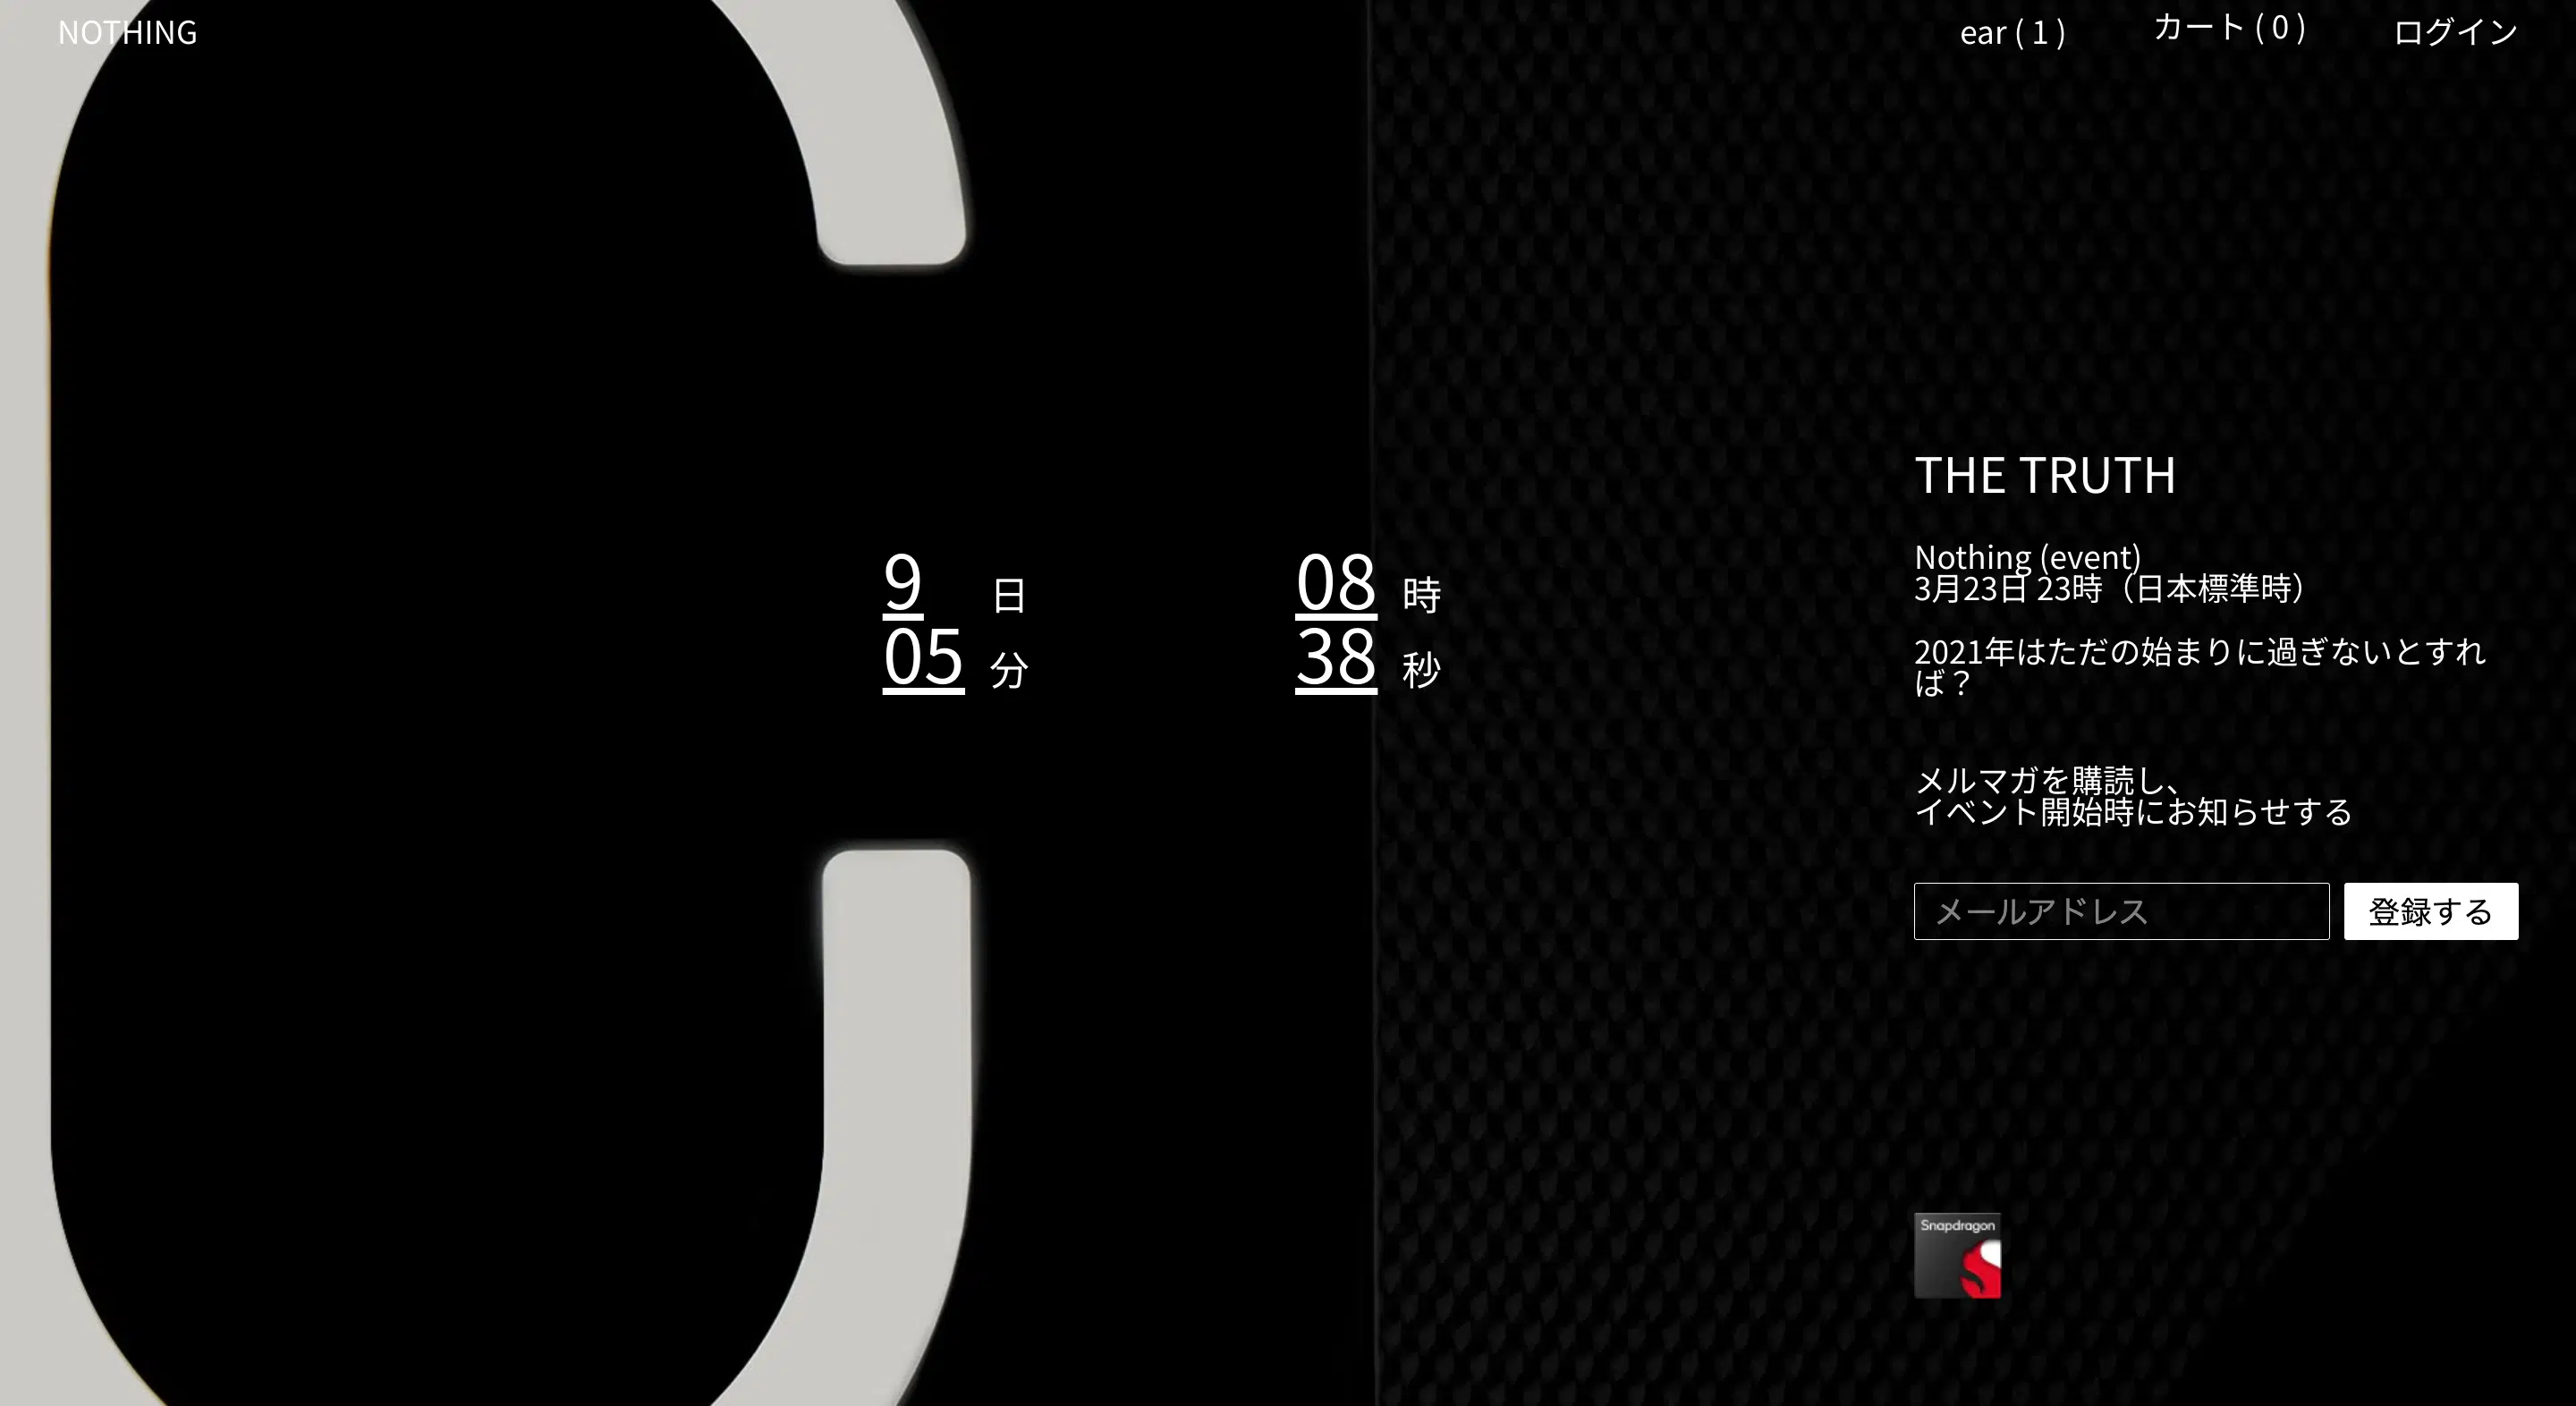 NOTHING
ear ( 1 )
カート ( 0 )
ログイン
9 日 08 時
05 分 38 秒
THE TRUTH
Nothing (event)
3月23日 23時（日本標準時）
2021年はただの始まりに過ぎないとすれ
ば？
メルマガを購読し、
イベント開始時にお知らせする
メールアドレス
登録する
Snapdragon